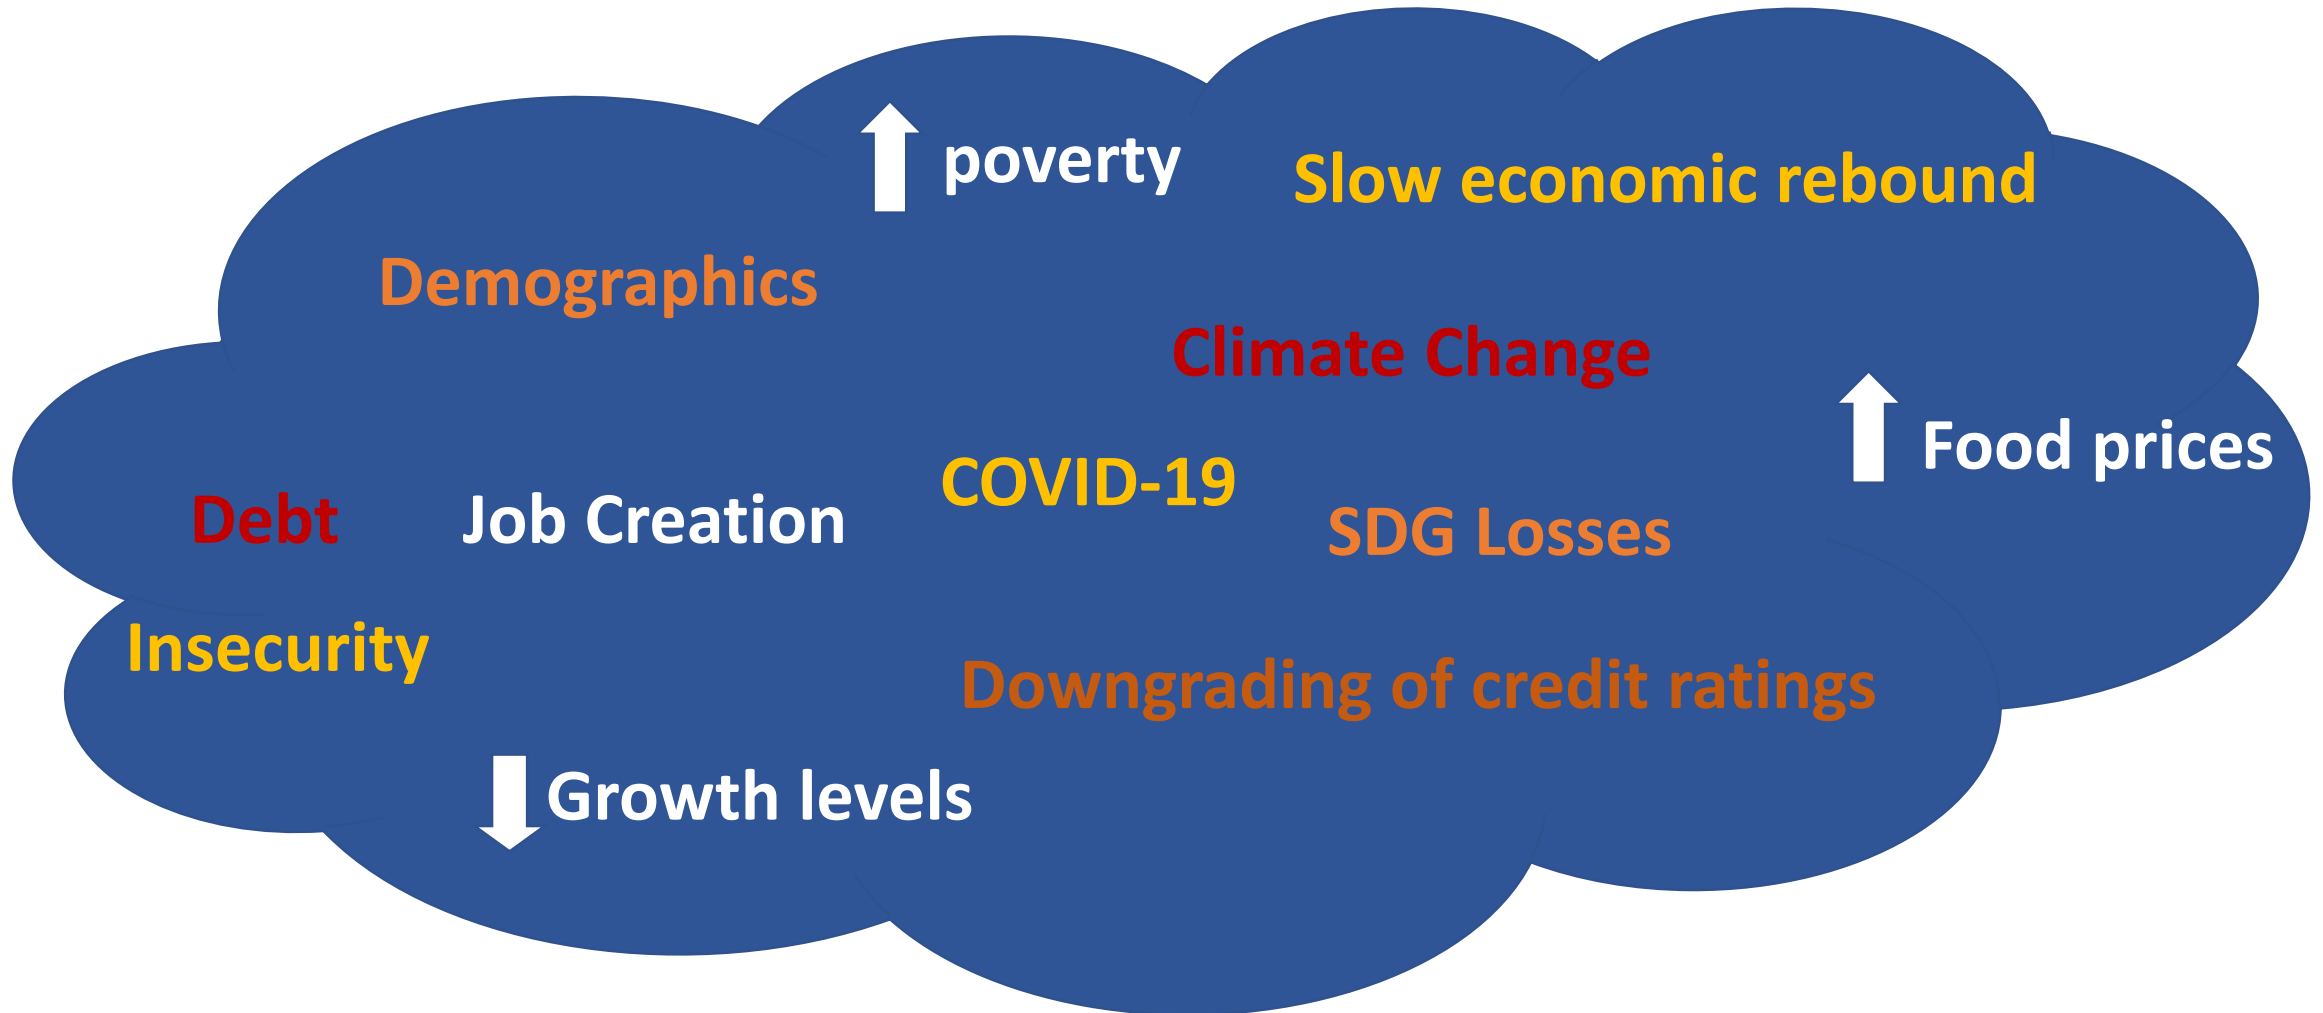 poverty
Slow economic rebound
Demographics
Climate Change
Food prices
COVID-19
Debt
Job Creation
SDG Losses
Insecurity
Downgrading of credit ratings
Growth levels